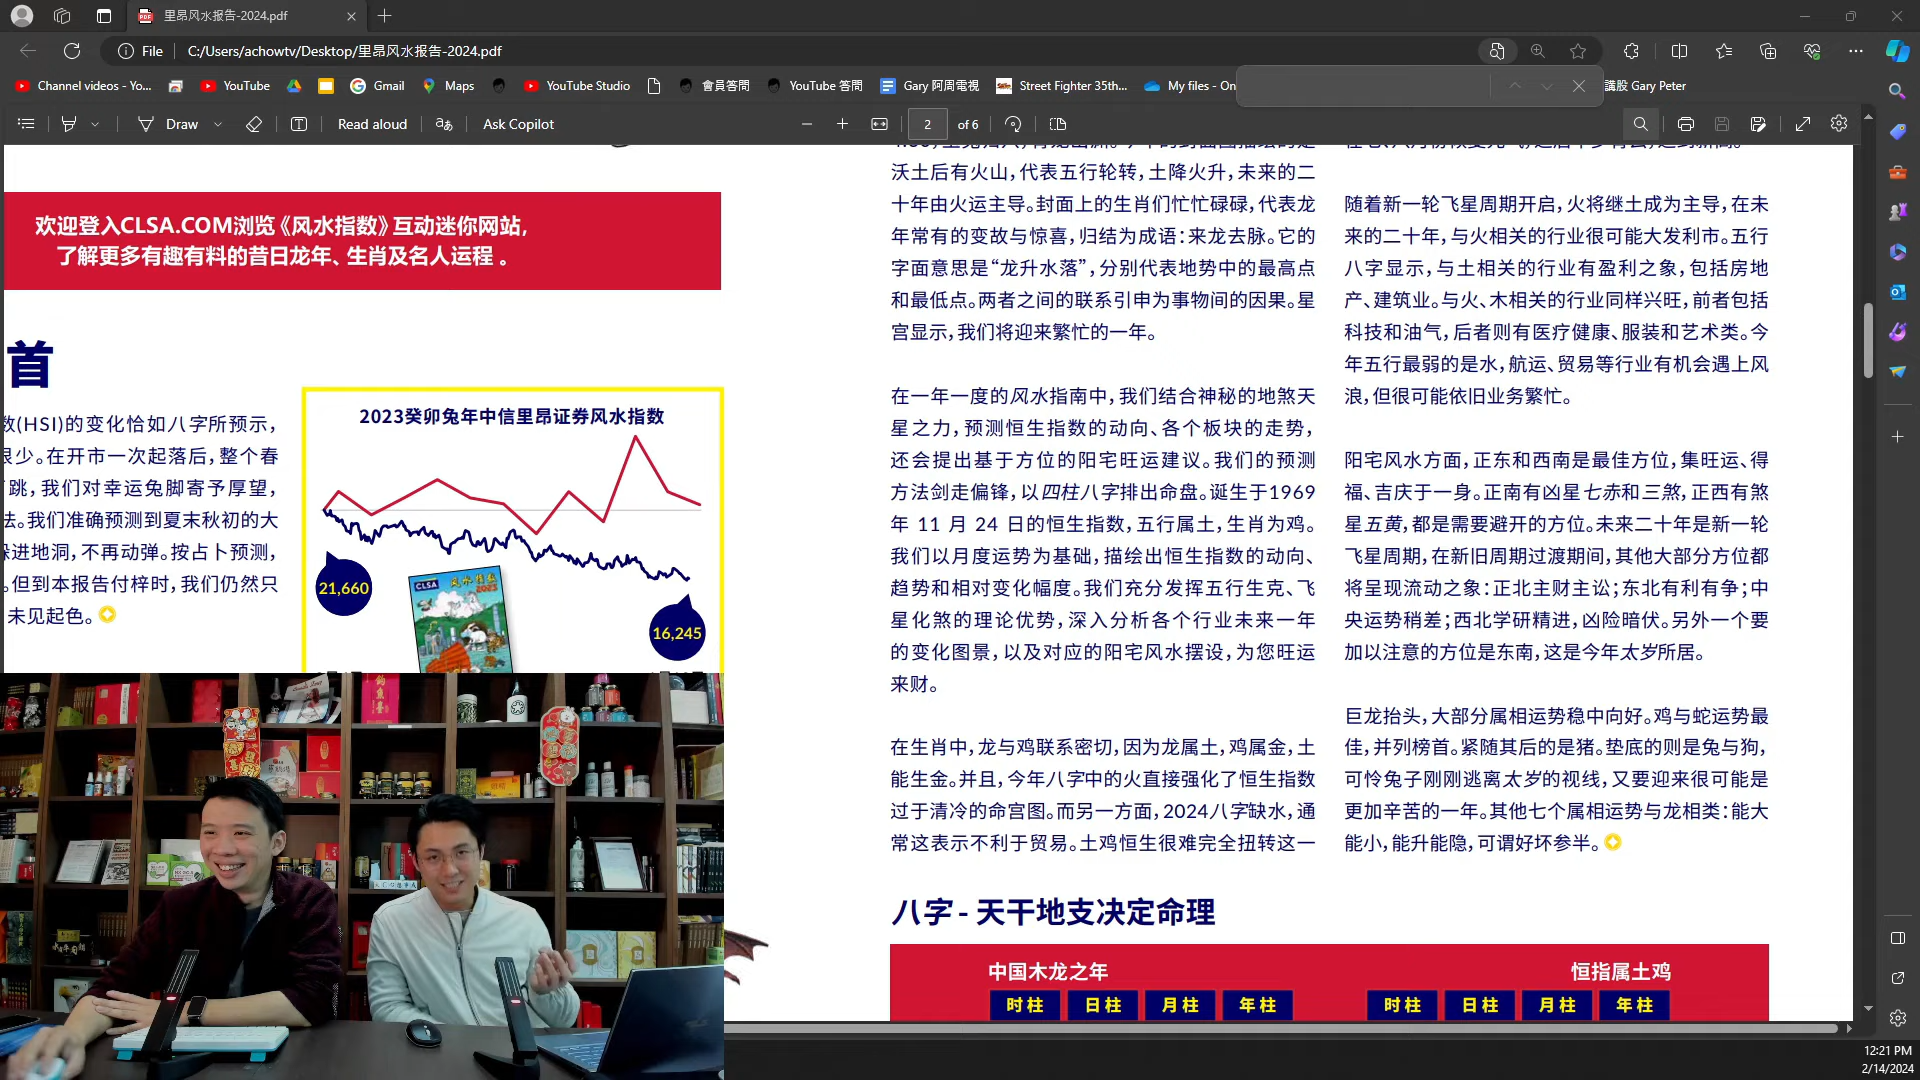 里昂风水报告-2024.pdf
File
C:/Users/achowtv/Desktop/里昂风水报告-2024.pdf
Channel videos - Yo...
YouTube
Gmail
Maps
YouTube Studio
會員答問
YouTube 答問
Gary 阿周電視
Street Fighter 35th...
My files - On
講股 Gary Peter
Draw
Read aloud
Ask Copilot
2
of 6
欢迎登入CLSA.COM浏览《风水指数》互动迷你网站，
了解更多有趣有料的昔日龙年、生肖及名人运程。
首
数(HSI)的变化恰如八字所预示，
很少。在开市一次起落后，整个春
跳，我们对幸运兔脚寄予厚望，
法。我们准确预测到夏末秋初的大
进地洞，不再动弹。按占卜预测，
。但到本报告付梓时，我们仍然只
未见起色。
2023癸卯兔年中信里昂证券风水指数
21,660
16,245
CLSA
风水指数
2023
沃土后有火山，代表五行轮转，土降火升，未来的二
十年由火运主导。封面上的生肖们忙忙碌碌，代表龙
年常有的变故与惊喜，归结为成语：来龙去脉。它的
字面意思是“龙升水落”，分别代表地势中的最高点
和最低点。两者之间的联系引申为事物间的因果。星
宫显示，我们将迎来繁忙的一年。
在一年一度的风水指南中，我们结合神秘的地煞天
星之力，预测恒生指数的动向、各个板块的走势，
还会提出基于方位的阳宅旺运建议。我们的预测
方法剑走偏锋，以四柱八字排出命盘。诞生于1969
年 11 月 24 日的恒生指数，五行属土，生肖为鸡。
我们以月度运势为基础，描绘出恒生指数的动向、
趋势和相对变化幅度。我们充分发挥五行生克、飞
星化煞的理论优势，深入分析各个行业未来一年
的变化图景，以及对应的阳宅风水摆设，为您旺运
来财。
在生肖中，龙与鸡联系密切，因为龙属土，鸡属金，土
能生金。并且，今年八字中的火直接强化了恒生指数
过于清冷的命宫图。而另一方面，2024八字缺水，通
常这表示不利于贸易。土鸡恒生很难完全扭转这一
随着新一轮飞星周期开启，火将继土成为主导，在未
来的二十年，与火相关的行业很可能大发利市。五行
八字显示，与土相关的行业有盈利之象，包括房地
产、建筑业。与火、木相关的行业同样兴旺，前者包括
科技和油气，后者则有医疗健康、服装和艺术类。今
年五行最弱的是水，航运、贸易等行业有机会遇上风
浪，但很可能依旧业务繁忙。
阳宅风水方面，正东和西南是最佳方位，集旺运、得
福、吉庆于一身。正南有凶星七赤和三煞，正西有煞
星五黄，都是需要避开的方位。未来二十年是新一轮
飞星周期，在新旧周期过渡期间，其他大部分方位都
将呈现流动之象：正北主财主讼；东北有利有争；中
央运势稍差；西北学研精进，凶险暗伏。另外一个要
加以注意的方位是东南，这是今年太岁所居。
巨龙抬头，大部分属相运势稳中向好。鸡与蛇运势最
佳，并列榜首。紧随其后的是猪。垫底的则是兔与狗，
可怜兔子刚刚逃离太岁的视线，又要迎来很可能是
更加辛苦的一年。其他七个属相运势与龙相类：能大
能小，能升能隐，可谓好坏参半。
八字 - 天干地支决定命理
中国木龙之年
恒指属土鸡
时柱 日柱 月柱 年柱
时柱 日柱 月柱 年柱
12:21 PM
2/14/2024